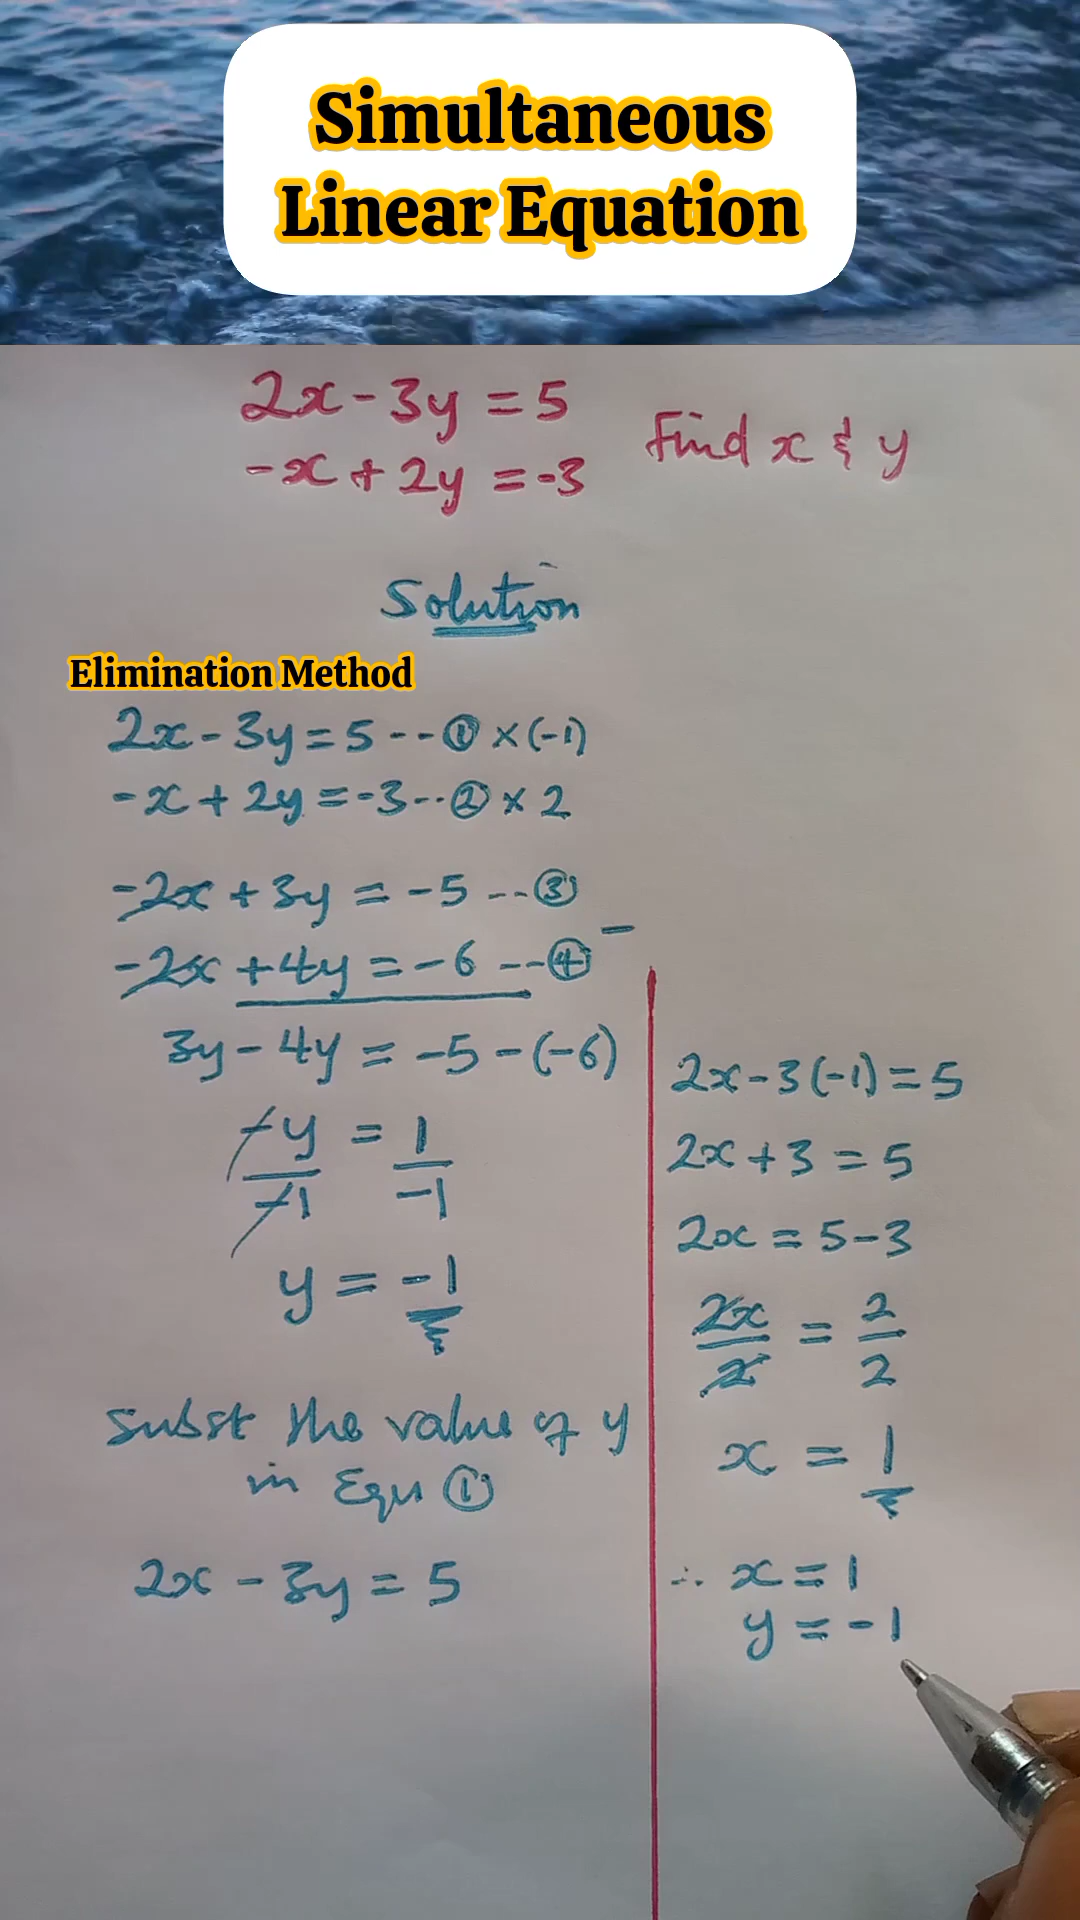 Simultaneous
Linear Equation
2x - 3y = 5
-x + 2y = -3
Find x & y
Solution
Elimination Method
2x - 3y = 5 --① × (-1)
-x + 2y = -3 --② × 2
-2x + 3y = -5 --③
-2x + 4y = -6 --④ -
3y - 4y = -5 - (-6)
-y/-1 = 1/-1
y = -1
Subst the value of y
in Equ ①
2x - 3y = 5
2x - 3(-1) = 5
2x + 3 = 5
2x = 5 - 3
2x/2 = 2/2
x = 1
∴ x = 1
y = -1